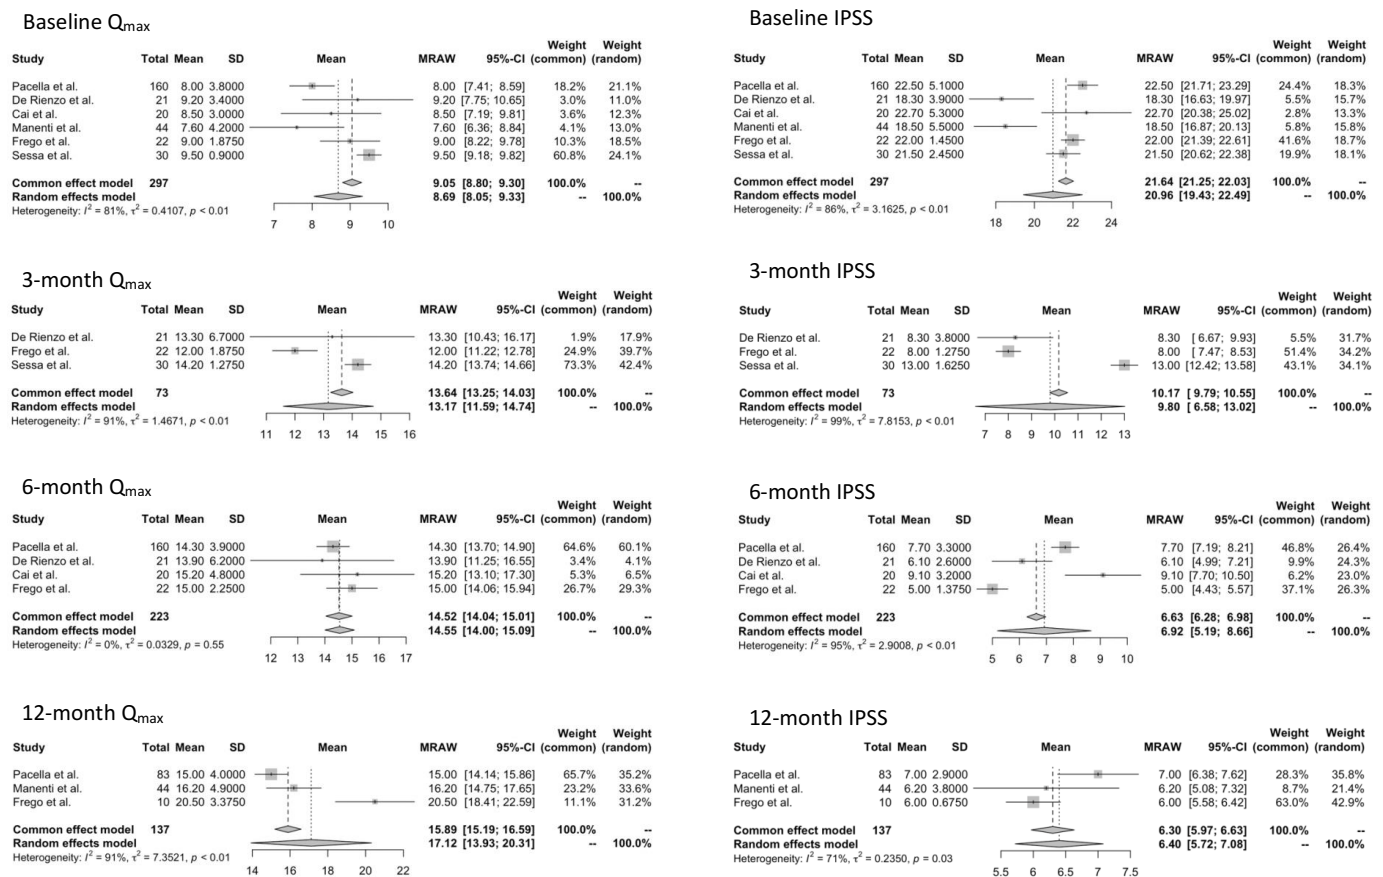 Baseline Qmax
Weight Weight
Study Total Mean SD Mean MRAW 95%-CI (common) (random)
Pacella et al. 160 8.00 3.8000 8.00 [7.41; 8.59] 18.2% 21.1%
De Rienzo et al. 21 9.20 3.4000 9.20 [7.75; 10.65] 3.0% 11.0%
Cai et al. 20 8.50 3.0000 8.50 [7.19; 9.81] 3.6% 12.3%
Manenti et al. 44 7.60 4.2000 7.60 [6.36; 8.84] 4.1% 13.0%
Frego et al. 22 9.00 1.8750 9.00 [8.22; 9.78] 10.3% 18.5%
Sessa et al. 30 9.50 0.9000 9.50 [9.18; 9.82] 60.8% 24.1%
Common effect model 297 9.05 [8.80; 9.30] 100.0% --
Random effects model 8.69 [8.05; 9.33] -- 100.0%
Heterogeneity: I² = 81%, τ² = 0.4107, p < 0.01
7 8 9 10
Baseline IPSS
Weight Weight
Study Total Mean SD Mean MRAW 95%-CI (common) (random)
Pacella et al. 160 22.50 5.1000 22.50 [21.71; 23.29] 24.4% 18.3%
De Rienzo et al. 21 18.30 3.9000 18.30 [16.63; 19.97] 5.5% 15.7%
Cai et al. 20 22.70 5.3000 22.70 [20.38; 25.02] 2.8% 13.3%
Manenti et al. 44 18.50 5.5000 18.50 [16.87; 20.13] 5.8% 15.8%
Frego et al. 22 22.00 1.4500 22.00 [21.39; 22.61] 41.6% 18.7%
Sessa et al. 30 21.50 2.4500 21.50 [20.62; 22.38] 19.9% 18.1%
Common effect model 297 21.64 [21.25; 22.03] 100.0% --
Random effects model 20.96 [19.43; 22.49] -- 100.0%
Heterogeneity: I² = 86%, τ² = 3.1625, p < 0.01
18 20 22 24
3-month Qmax
Weight Weight
Study Total Mean SD Mean MRAW 95%-CI (common) (random)
De Rienzo et al. 21 13.30 6.7000 13.30 [10.43; 16.17] 1.9% 17.9%
Frego et al. 22 12.00 1.8750 12.00 [11.22; 12.78] 24.9% 39.7%
Sessa et al. 30 14.20 1.2750 14.20 [13.74; 14.66] 73.3% 42.4%
Common effect model 73 13.64 [13.25; 14.03] 100.0% --
Random effects model 13.17 [11.59; 14.74] -- 100.0%
Heterogeneity: I² = 91%, τ² = 1.4671, p < 0.01
11 12 13 14 15 16
3-month IPSS
Weight Weight
Study Total Mean SD Mean MRAW 95%-CI (common) (random)
De Rienzo et al. 21 8.30 3.8000 8.30 [ 6.67; 9.93] 5.5% 31.7%
Frego et al. 22 8.00 1.2750 8.00 [ 7.47; 8.53] 51.4% 34.2%
Sessa et al. 30 13.00 1.6250 13.00 [12.42; 13.58] 43.1% 34.1%
Common effect model 73 10.17 [ 9.79; 10.55] 100.0% --
Random effects model 9.80 [ 6.58; 13.02] -- 100.0%
Heterogeneity: I² = 99%, τ² = 7.8153, p < 0.01
7 8 9 10 11 12 13
6-month Qmax
Weight Weight
Study Total Mean SD Mean MRAW 95%-CI (common) (random)
Pacella et al. 160 14.30 3.9000 14.30 [13.70; 14.90] 64.6% 60.1%
De Rienzo et al. 21 13.90 6.2000 13.90 [11.25; 16.55] 3.4% 4.1%
Cai et al. 20 15.20 4.8000 15.20 [13.10; 17.30] 5.3% 6.5%
Frego et al. 22 15.00 2.2500 15.00 [14.06; 15.94] 26.7% 29.3%
Common effect model 223 14.52 [14.04; 15.01] 100.0% --
Random effects model 14.55 [14.00; 15.09] -- 100.0%
Heterogeneity: I² = 0%, τ² = 0.0329, p = 0.55
12 13 14 15 16 17
6-month IPSS
Weight Weight
Study Total Mean SD Mean MRAW 95%-CI (common) (random)
Pacella et al. 160 7.70 3.3000 7.70 [7.19; 8.21] 46.8% 26.4%
De Rienzo et al. 21 6.10 2.6000 6.10 [4.99; 7.21] 9.9% 24.3%
Cai et al. 20 9.10 3.2000 9.10 [7.70; 10.50] 6.2% 23.0%
Frego et al. 22 5.00 1.3750 5.00 [4.43; 5.57] 37.1% 26.3%
Common effect model 223 6.63 [6.28; 6.98] 100.0% --
Random effects model 6.92 [5.19; 8.66] -- 100.0%
Heterogeneity: I² = 95%, τ² = 2.9008, p < 0.01
5 6 7 8 9 10
12-month Qmax
Weight Weight
Study Total Mean SD Mean MRAW 95%-CI (common) (random)
Pacella et al. 83 15.00 4.0000 15.00 [14.14; 15.86] 65.7% 35.2%
Manenti et al. 44 16.20 4.9000 16.20 [14.75; 17.65] 23.2% 33.6%
Frego et al. 10 20.50 3.3750 20.50 [18.41; 22.59] 11.1% 31.2%
Common effect model 137 15.89 [15.19; 16.59] 100.0% --
Random effects model 17.12 [13.93; 20.31] -- 100.0%
Heterogeneity: I² = 91%, τ² = 7.3521, p < 0.01
14 16 18 20 22
12-month IPSS
Weight Weight
Study Total Mean SD Mean MRAW 95%-CI (common) (random)
Pacella et al. 83 7.00 2.9000 7.00 [6.38; 7.62] 28.3% 35.8%
Manenti et al. 44 6.20 3.8000 6.20 [5.08; 7.32] 8.7% 21.4%
Frego et al. 10 6.00 0.6750 6.00 [5.58; 6.42] 63.0% 42.9%
Common effect model 137 6.30 [5.97; 6.63] 100.0% --
Random effects model 6.40 [5.72; 7.08] -- 100.0%
Heterogeneity: I² = 71%, τ² = 0.2350, p = 0.03
5.5 6 6.5 7 7.5